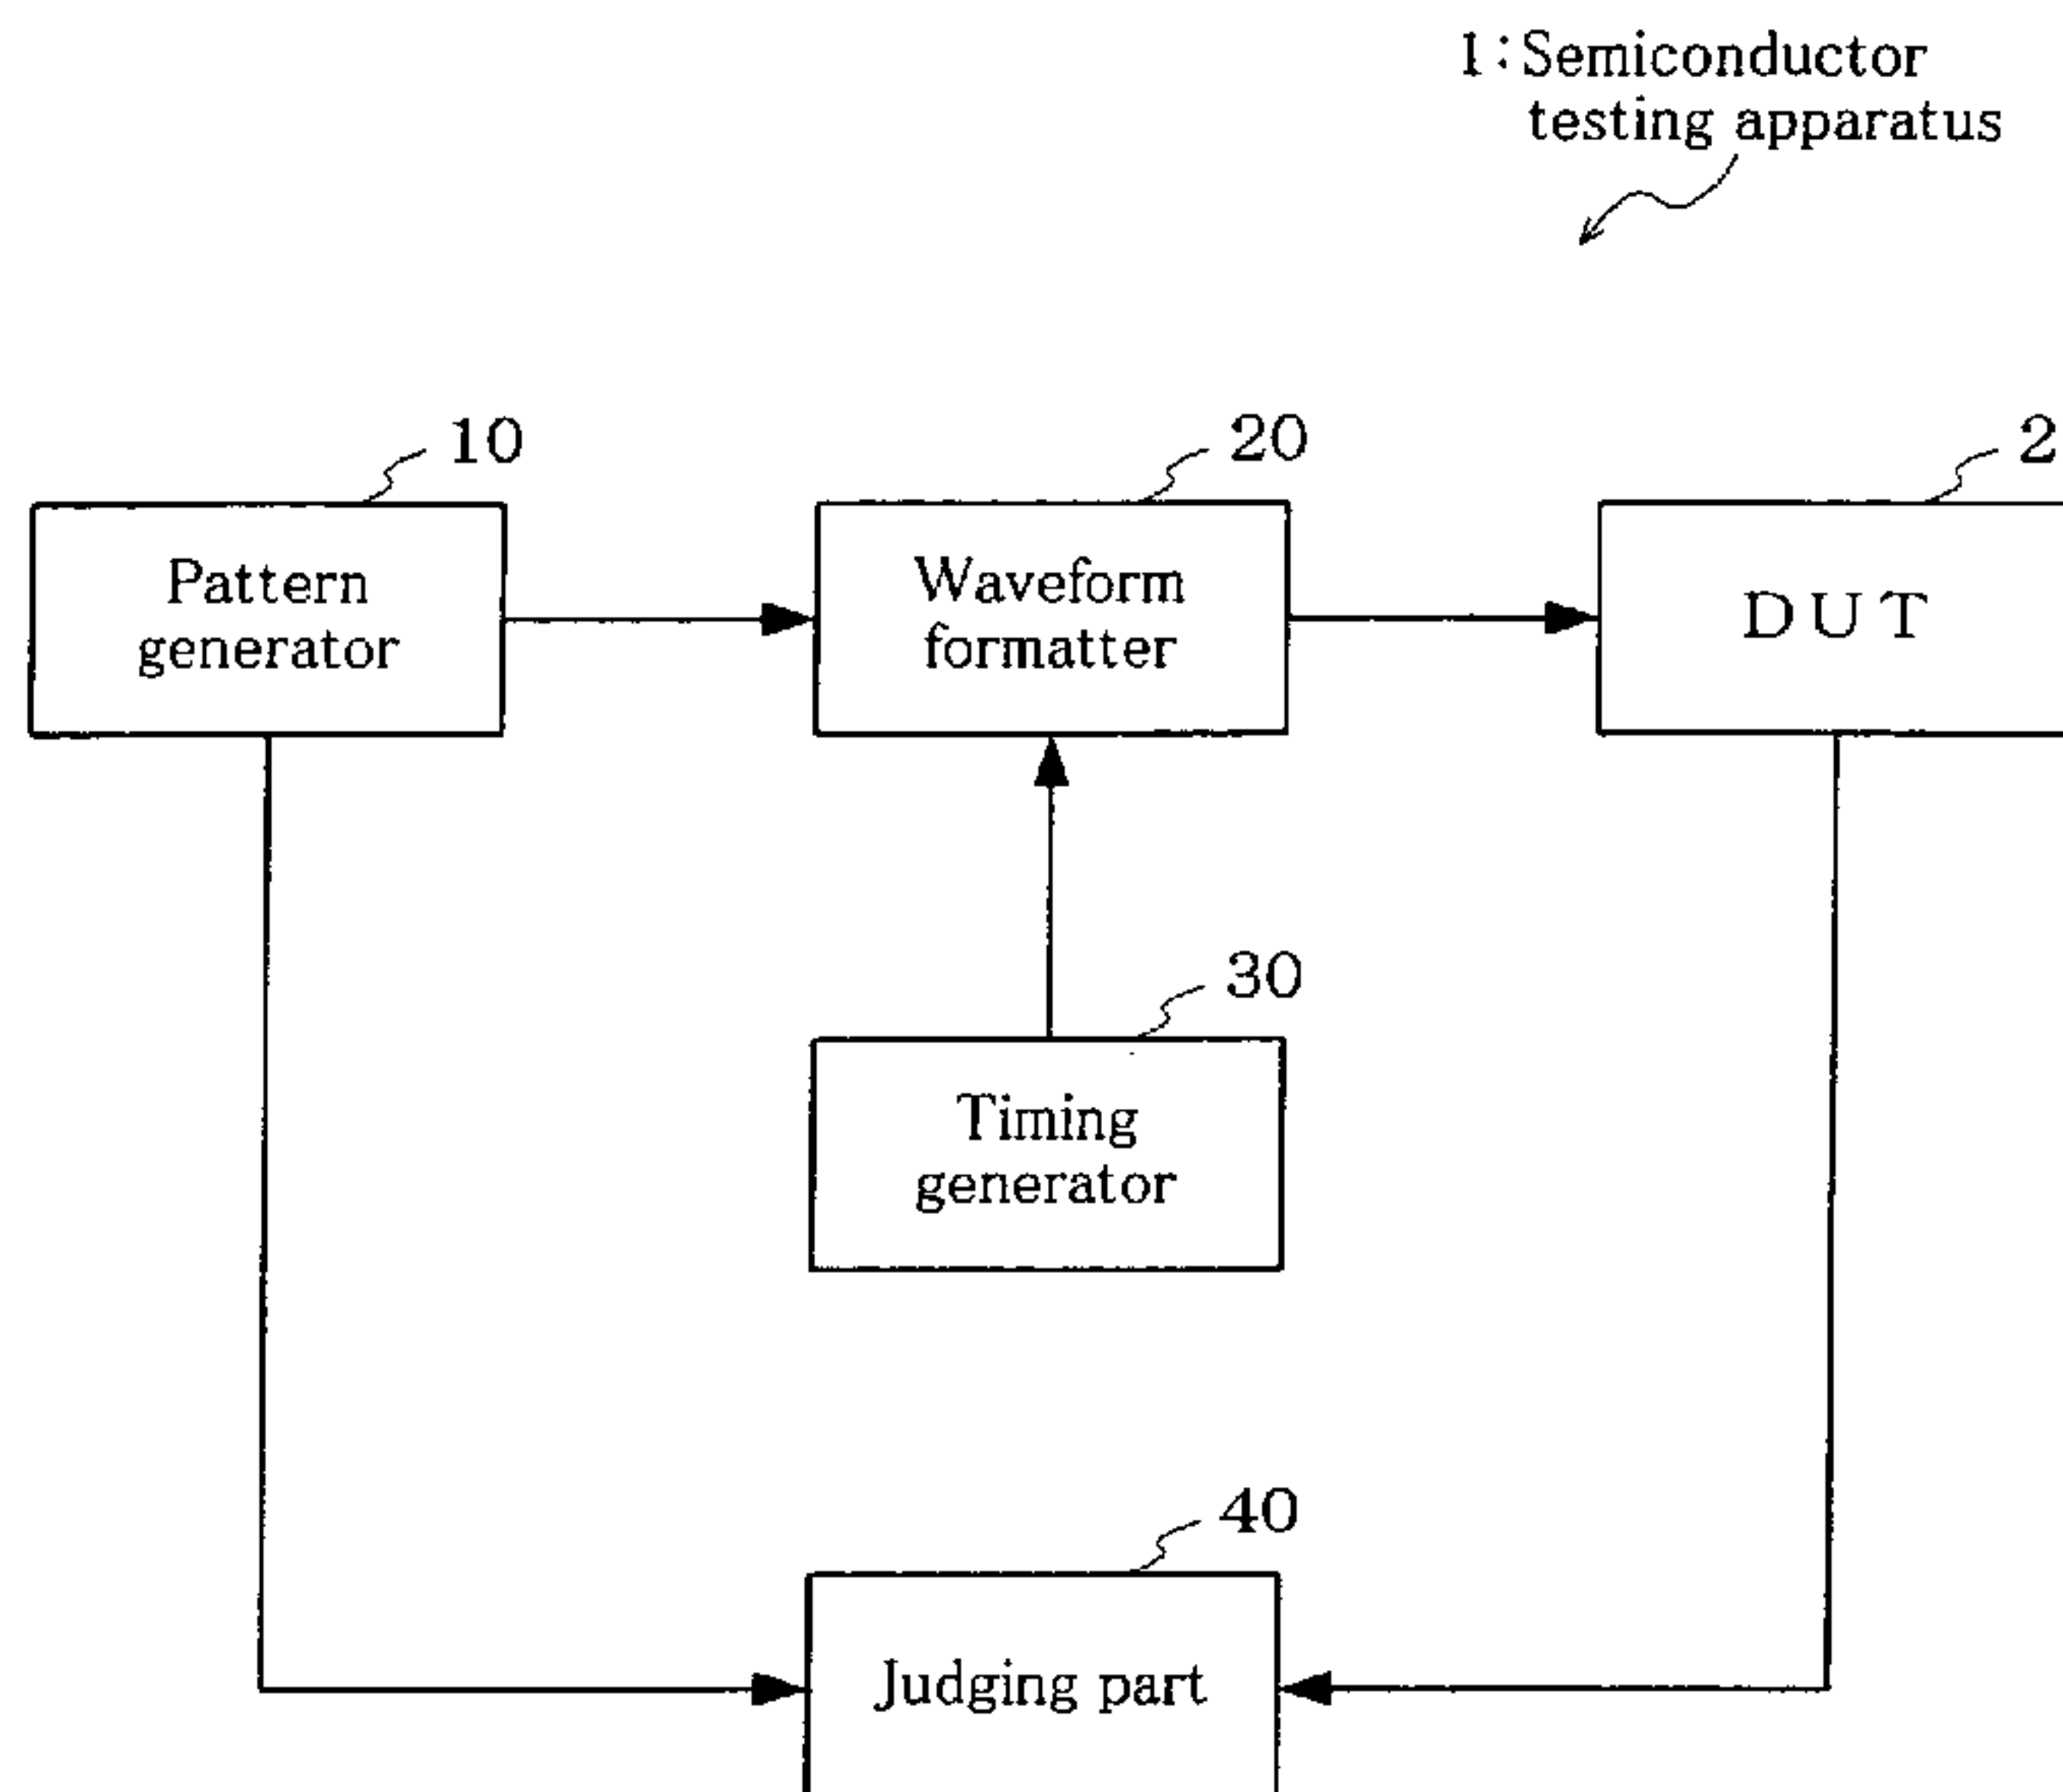 1:Semiconductor
testing apparatus
10
20
2
Pattern
generator
Waveform
formatter
DUT
30
Timing
generator
40
Judging part